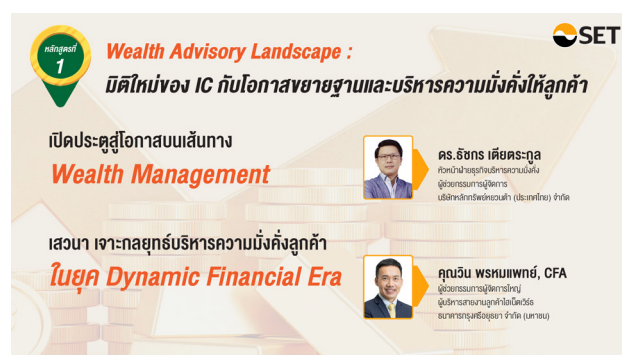 หลักสูตรที่
1
Wealth Advisory Landscape :
มิติใหม่ของ IC กับโอกาสขยายฐานและบริหารความมั่งคั่งให้ลูกค้า
SET
เปิดประตูสู่โอกาสบนเส้นทาง
Wealth Management
ดร.ธัชกร เตียตระกูล
หัวหน้าฝ่ายธุรกิจบริหารความมั่งคั่ง
ผู้ช่วยกรรมการผู้จัดการ
บริษัทหลักทรัพย์หยวนต้า (ประเทศไทย) จำกัด
เสวนา เจาะกลยุทธ์บริหารความมั่งคั่งลูกค้า
ในยุค Dynamic Financial Era
คุณวิน พรหมแพทย์, CFA
ผู้ช่วยกรรมการผู้จัดการใหญ่
ผู้บริหารสายงานลูกค้าไฮเน็ตเวิร์ธ
ธนาคารกรุงศรีอยุธยา จำกัด (มหาชน)